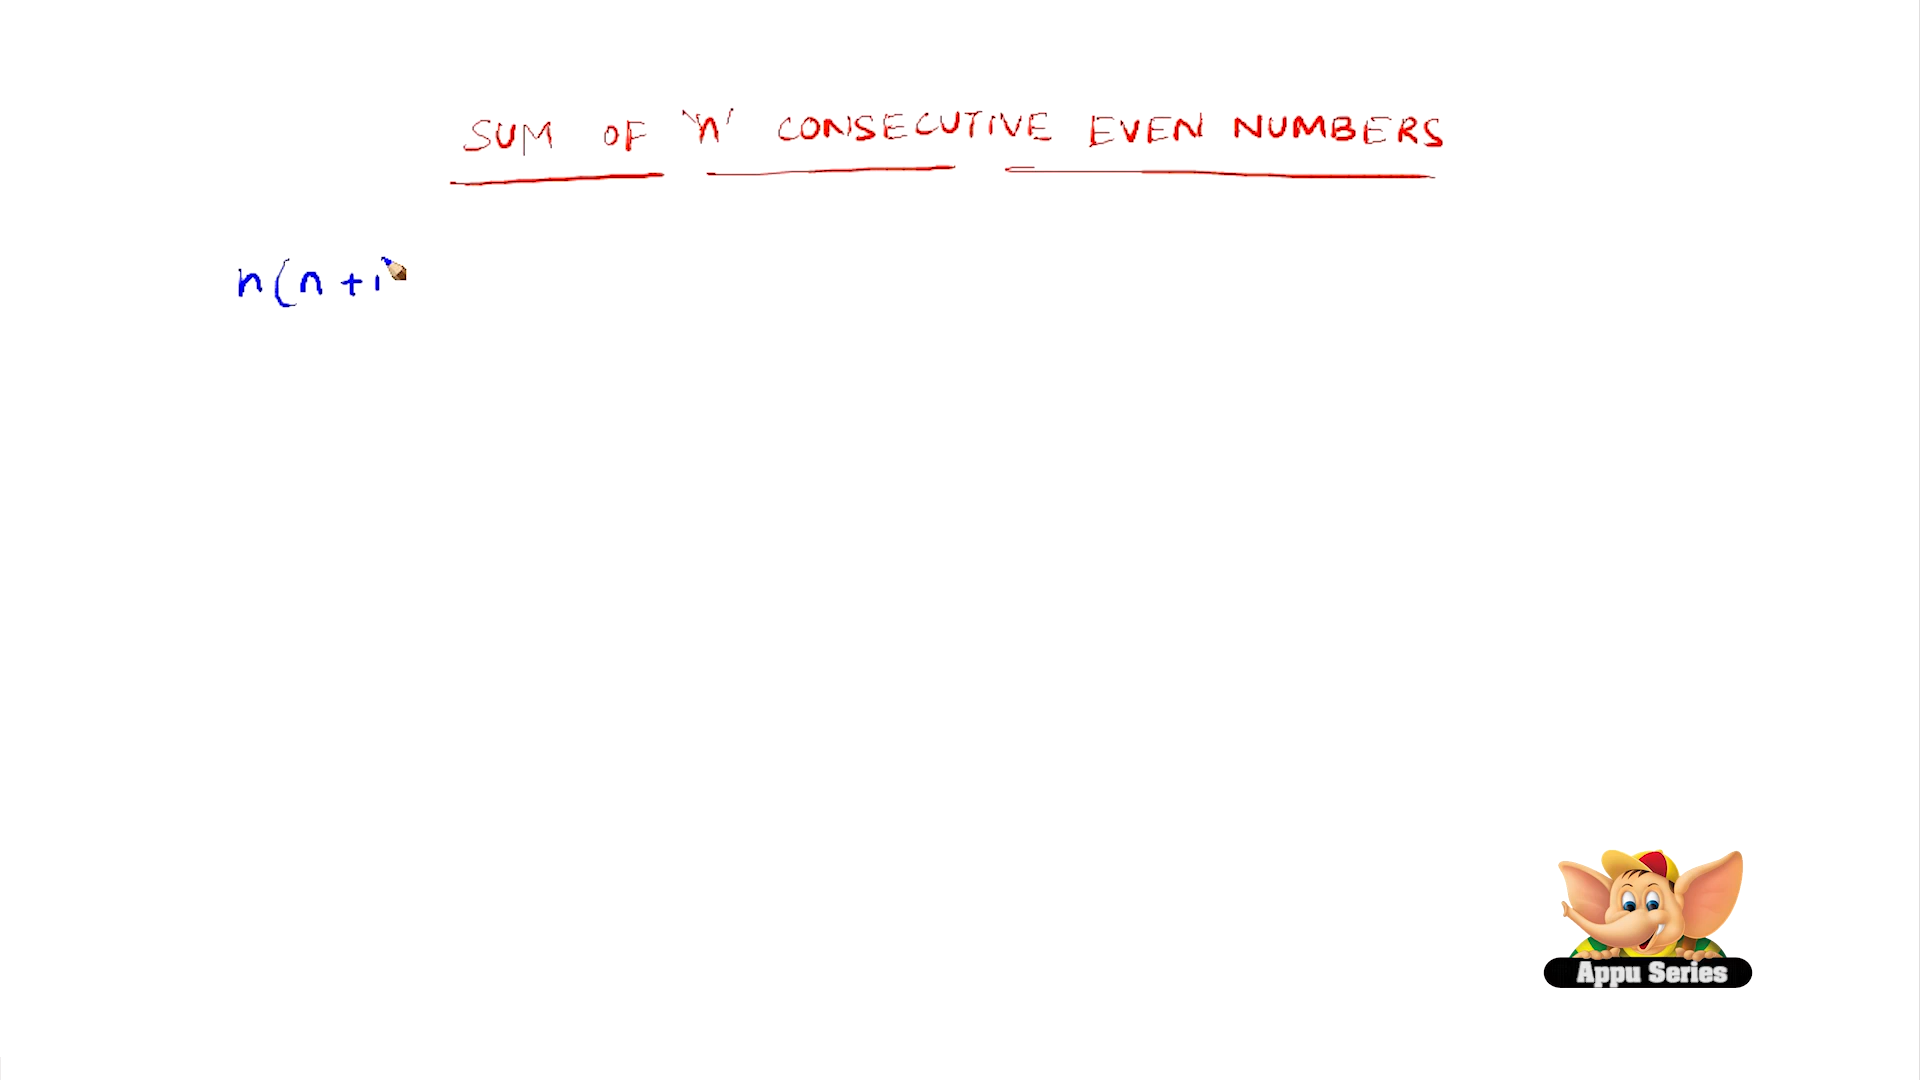 SUM OF 'n' CONSECUTIVE EVEN NUMBERS
n(n+1)
Appu Series